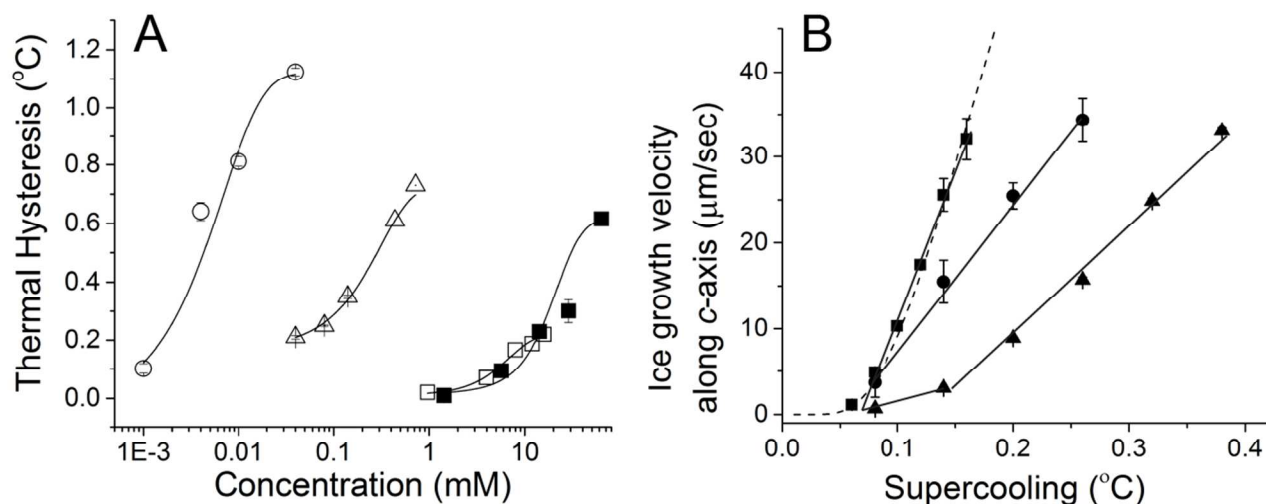 A
Thermal Hysteresis (°C)
1.2
1.0
0.8
0.6
0.4
0.2
0.0
1E-3
0.01
0.1
1
10
Concentration (mM)
B
Ice growth velocity
along c-axis (μm/sec)
40
30
20
10
0
0.0
0.1
0.2
0.3
0.4
Supercooling (°C)